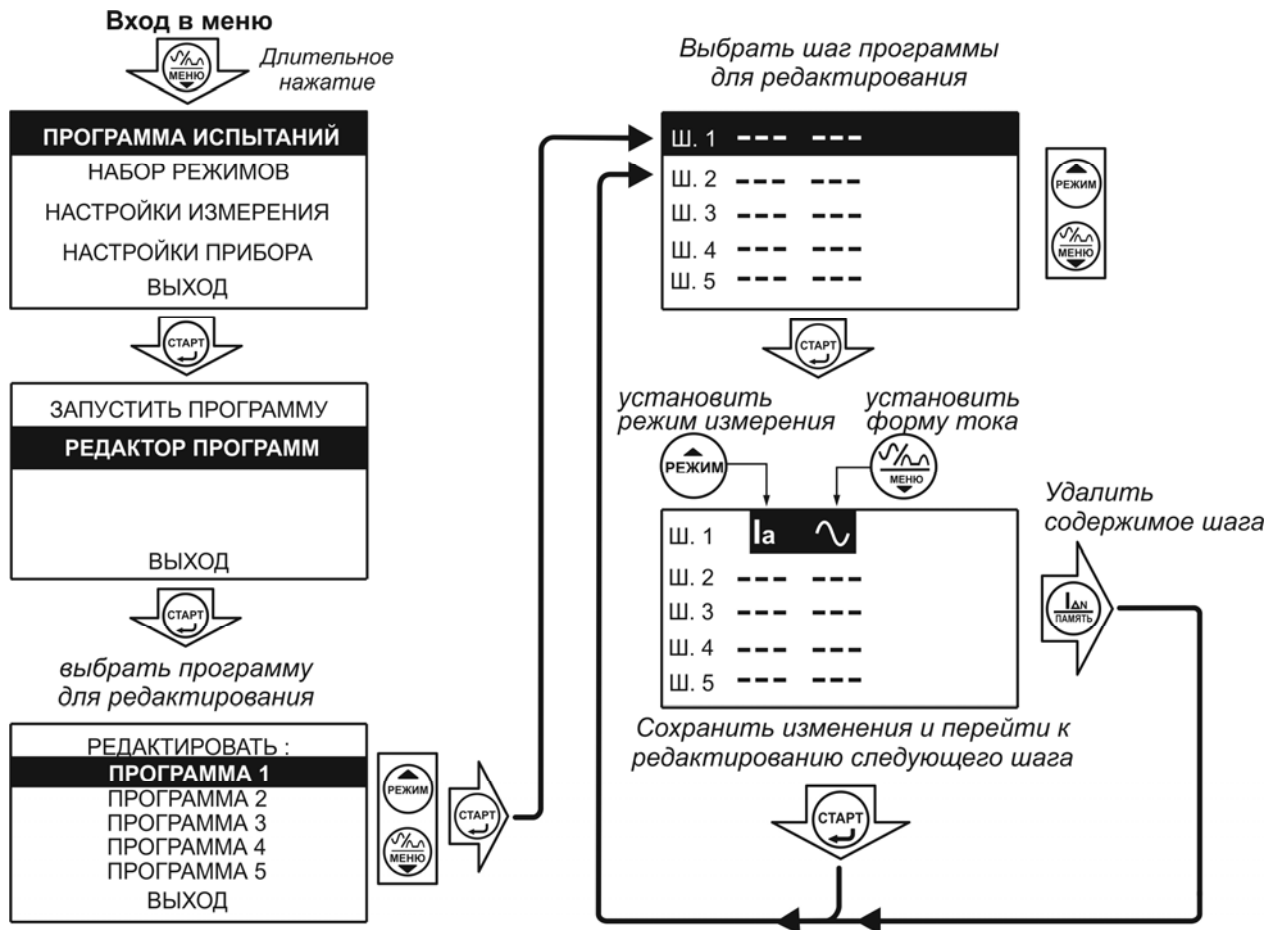 Вход в меню
МЕНЮ
Длительное
нажатие
ПРОГРАММА ИСПЫТАНИЙ
НАБОР РЕЖИМОВ
НАСТРОЙКИ ИЗМЕРЕНИЯ
НАСТРОЙКИ ПРИБОРА
ВЫХОД
СТАРТ
ЗАПУСТИТЬ ПРОГРАММУ
РЕДАКТОР ПРОГРАММ
ВЫХОД
СТАРТ
выбрать программу
для редактирования
РЕДАКТИРОВАТЬ :
ПРОГРАММА 1
ПРОГРАММА 2
ПРОГРАММА 3
ПРОГРАММА 4
ПРОГРАММА 5
ВЫХОД
РЕЖИМ
МЕНЮ
СТАРТ
Выбрать шаг программы
для редактирования
Ш. 1 --- ---
Ш. 2 --- ---
Ш. 3 --- ---
Ш. 4 --- ---
Ш. 5 --- ---
РЕЖИМ
МЕНЮ
СТАРТ
установить
режим измерения
РЕЖИМ
установить
форму тока
МЕНЮ
Ш. 1 Ia
Ш. 2 --- ---
Ш. 3 --- ---
Ш. 4 --- ---
Ш. 5 --- ---
Удалить
содержимое шага
I∆N
ПАМЯТЬ
Сохранить изменения и перейти к
редактированию следующего шага
СТАРТ